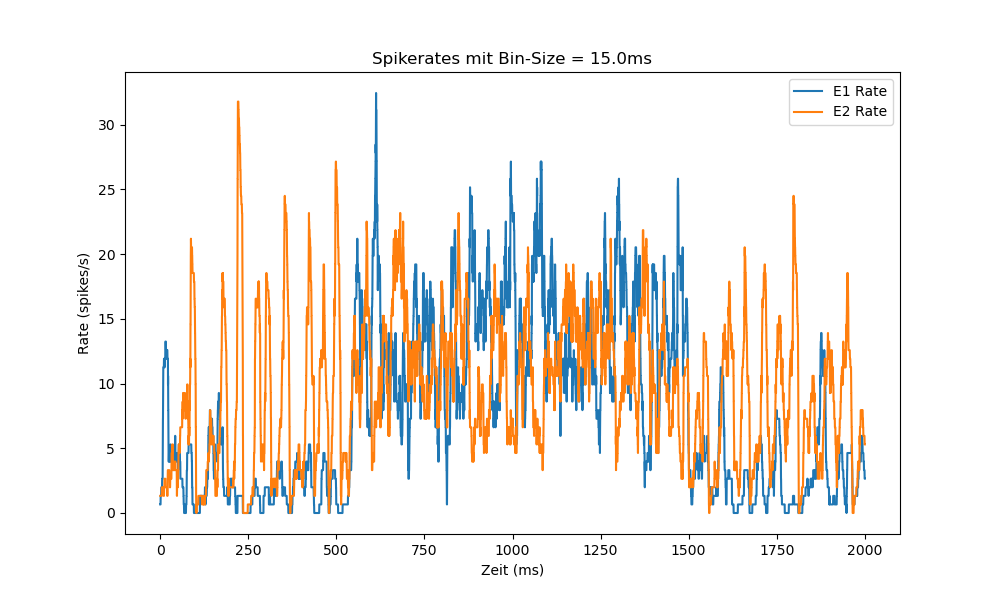 Spikerates mit Bin-Size = 15.0ms
E1 Rate
E2 Rate
Rate (spikes/s)
30
25
20
15
10
5
0
0 250 500 750 1000 1250 1500 1750 2000
Zeit (ms)